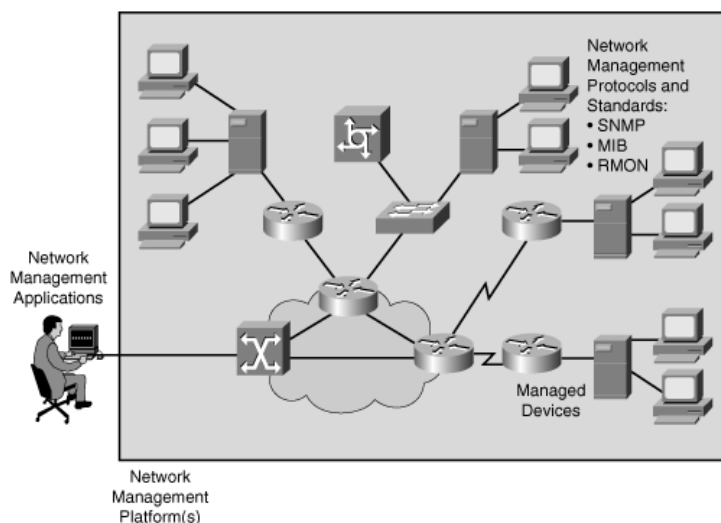 Network
Management
Protocols and
Standards:
• SNMP
• MIB
• RMON
Network
Management
Applications
Managed
Devices
Network
Management
Platform(s)